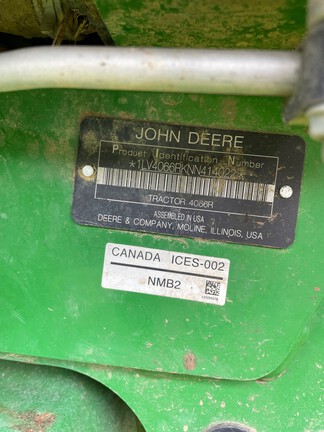 JOHN DEERE
Product Identification Number
*1LV4066RKNN414022*
TRACTOR 4066R
ASSEMBLED IN USA
DEERE & COMPANY, MOLINE, ILLINOIS, USA
CANADA ICES-002
NMB2